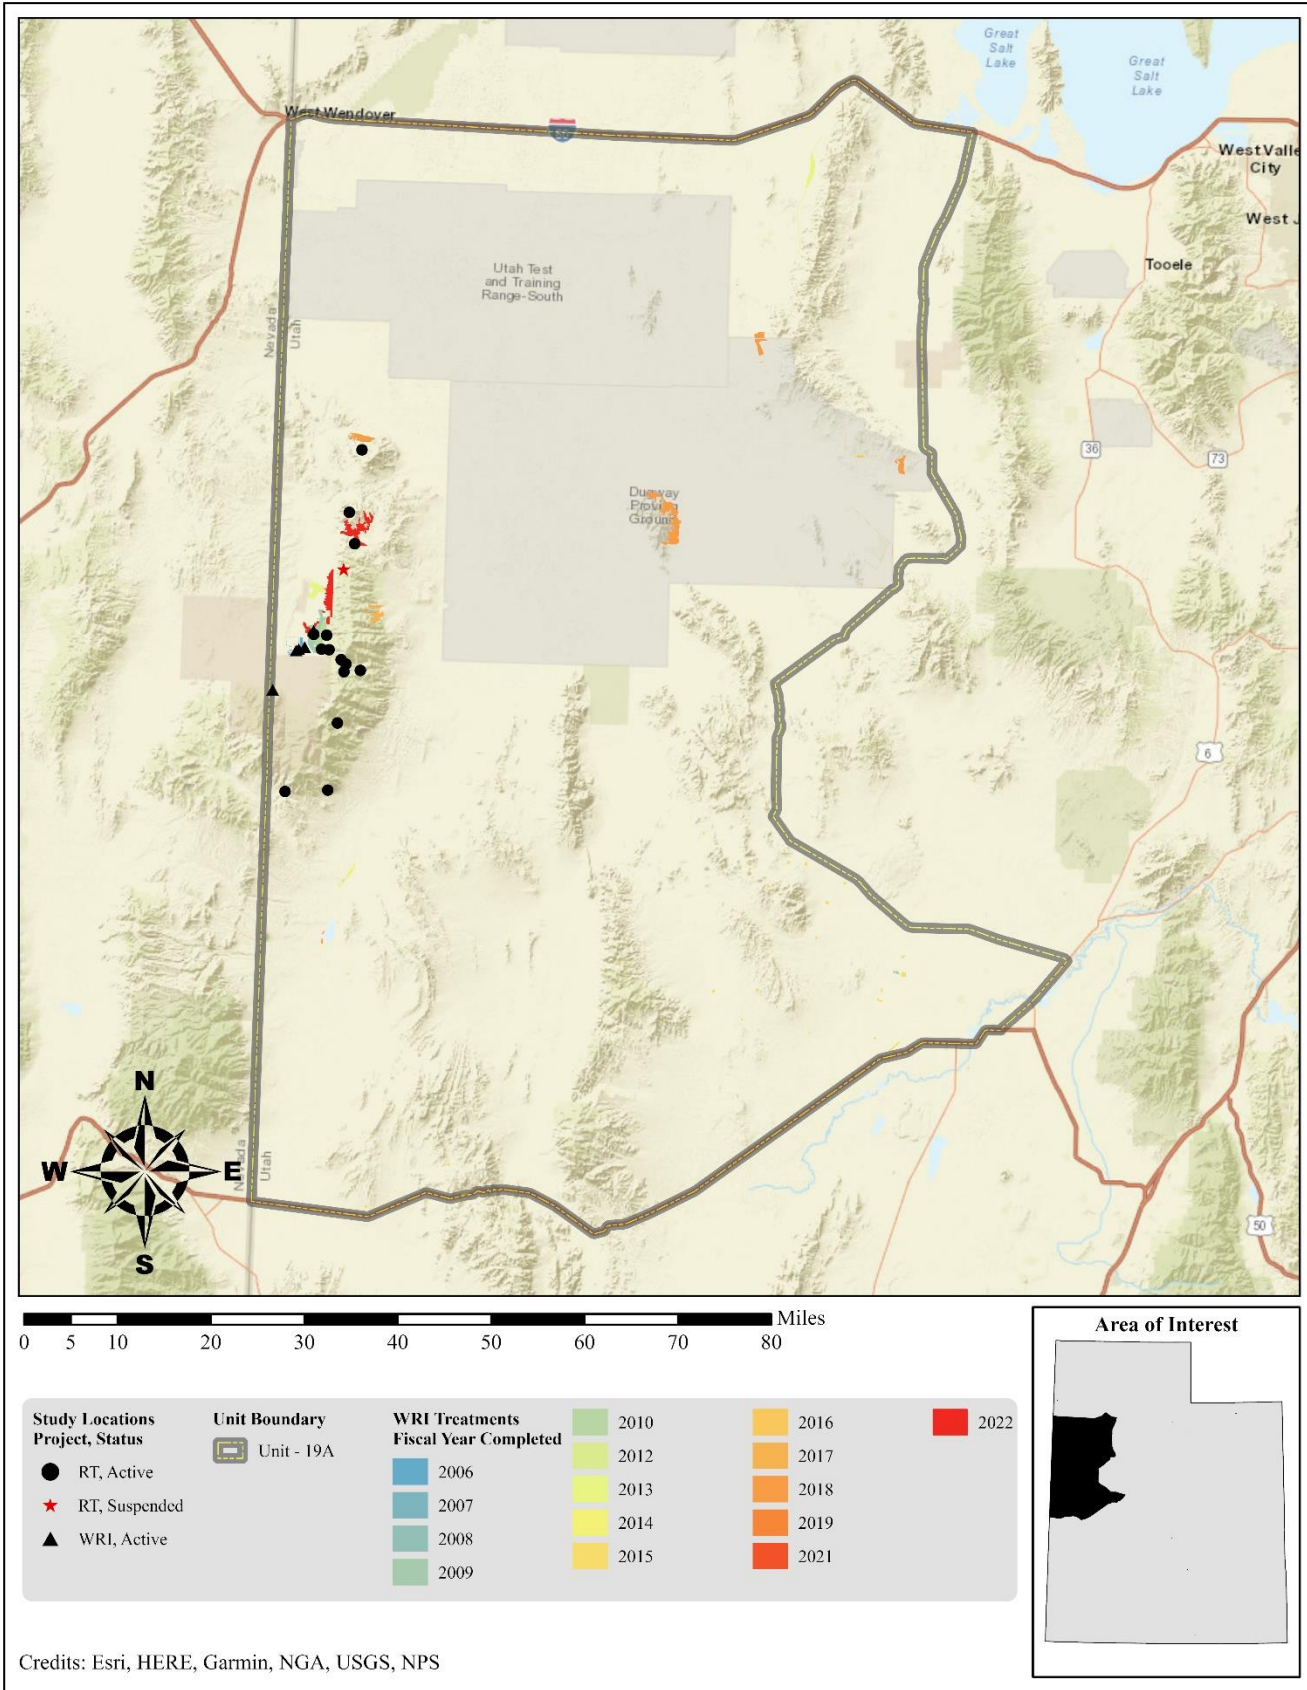 Great
Salt
Lake
Great
Salt
Lake
West Wendover
80
West Valle
City
West J
Tooele
Utah Test
and Training
Range-South
Nevada
Utah
36
73
Dugway
Proving
Ground
6
Nevada
Utah
50
N
W
E
S
0 5 10 20 30 40 50 60 70 80 Miles
Area of Interest
Study Locations
Project, Status
RT, Active
RT, Suspended
WRI, Active
Unit Boundary
Unit - 19A
WRI Treatments
Fiscal Year Completed
2006
2007
2008
2009
2010
2012
2013
2014
2015
2016
2017
2018
2019
2021
2022
Credits: Esri, HERE, Garmin, NGA, USGS, NPS